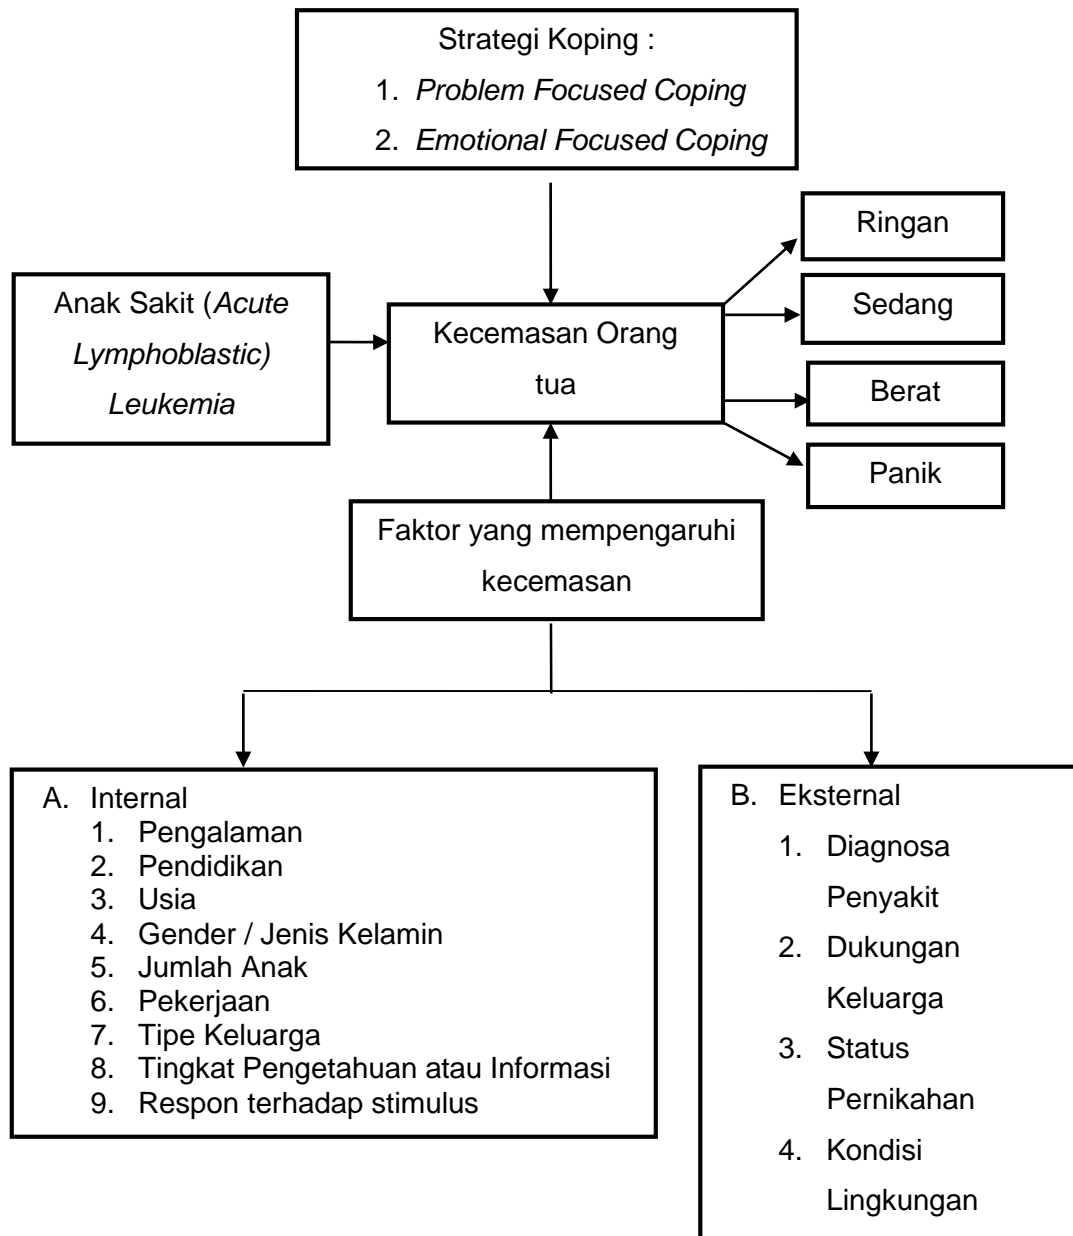 Strategi Koping :
1. Problem Focused Coping
2. Emotional Focused Coping
Ringan
Sedang
Berat
Panik
Anak Sakit (Acute
Lymphoblastic)
Leukemia
Kecemasan Orang
tua
Faktor yang mempengaruhi
kecemasan
A. Internal
1. Pengalaman
2. Pendidikan
3. Usia
4. Gender / Jenis Kelamin
5. Jumlah Anak
6. Pekerjaan
7. Tipe Keluarga
8. Tingkat Pengetahuan atau Informasi
9. Respon terhadap stimulus
B. Eksternal
1. Diagnosa
Penyakit
2. Dukungan
Keluarga
3. Status
Pernikahan
4. Kondisi
Lingkungan